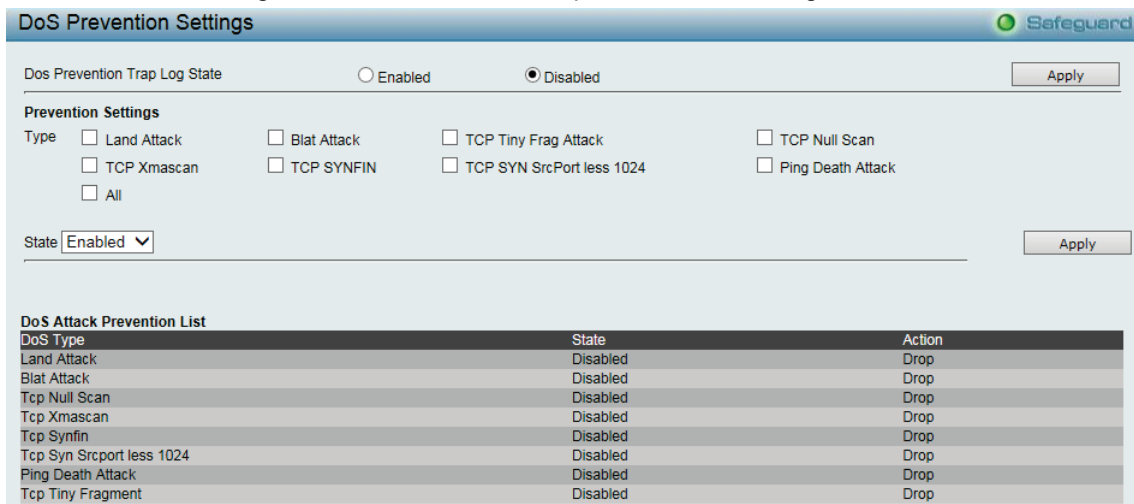 DoS Prevention Settings Safeguard
Dos Prevention Trap Log State Enabled Disabled Apply
Prevention Settings
Type Land Attack Blat Attack TCP Tiny Frag Attack TCP Null Scan
TCP Xmascan TCP SYNFIN TCP SYN SrcPort less 1024 Ping Death Attack
All
State Enabled Apply
DoS Attack Prevention List
DoS Type State Action
Land Attack Disabled Drop
Blat Attack Disabled Drop
Tcp Null Scan Disabled Drop
Tcp Xmascan Disabled Drop
Tcp Synfin Disabled Drop
Tcp Syn Srcport less 1024 Disabled Drop
Ping Death Attack Disabled Drop
Tcp Tiny Fragment Disabled Drop